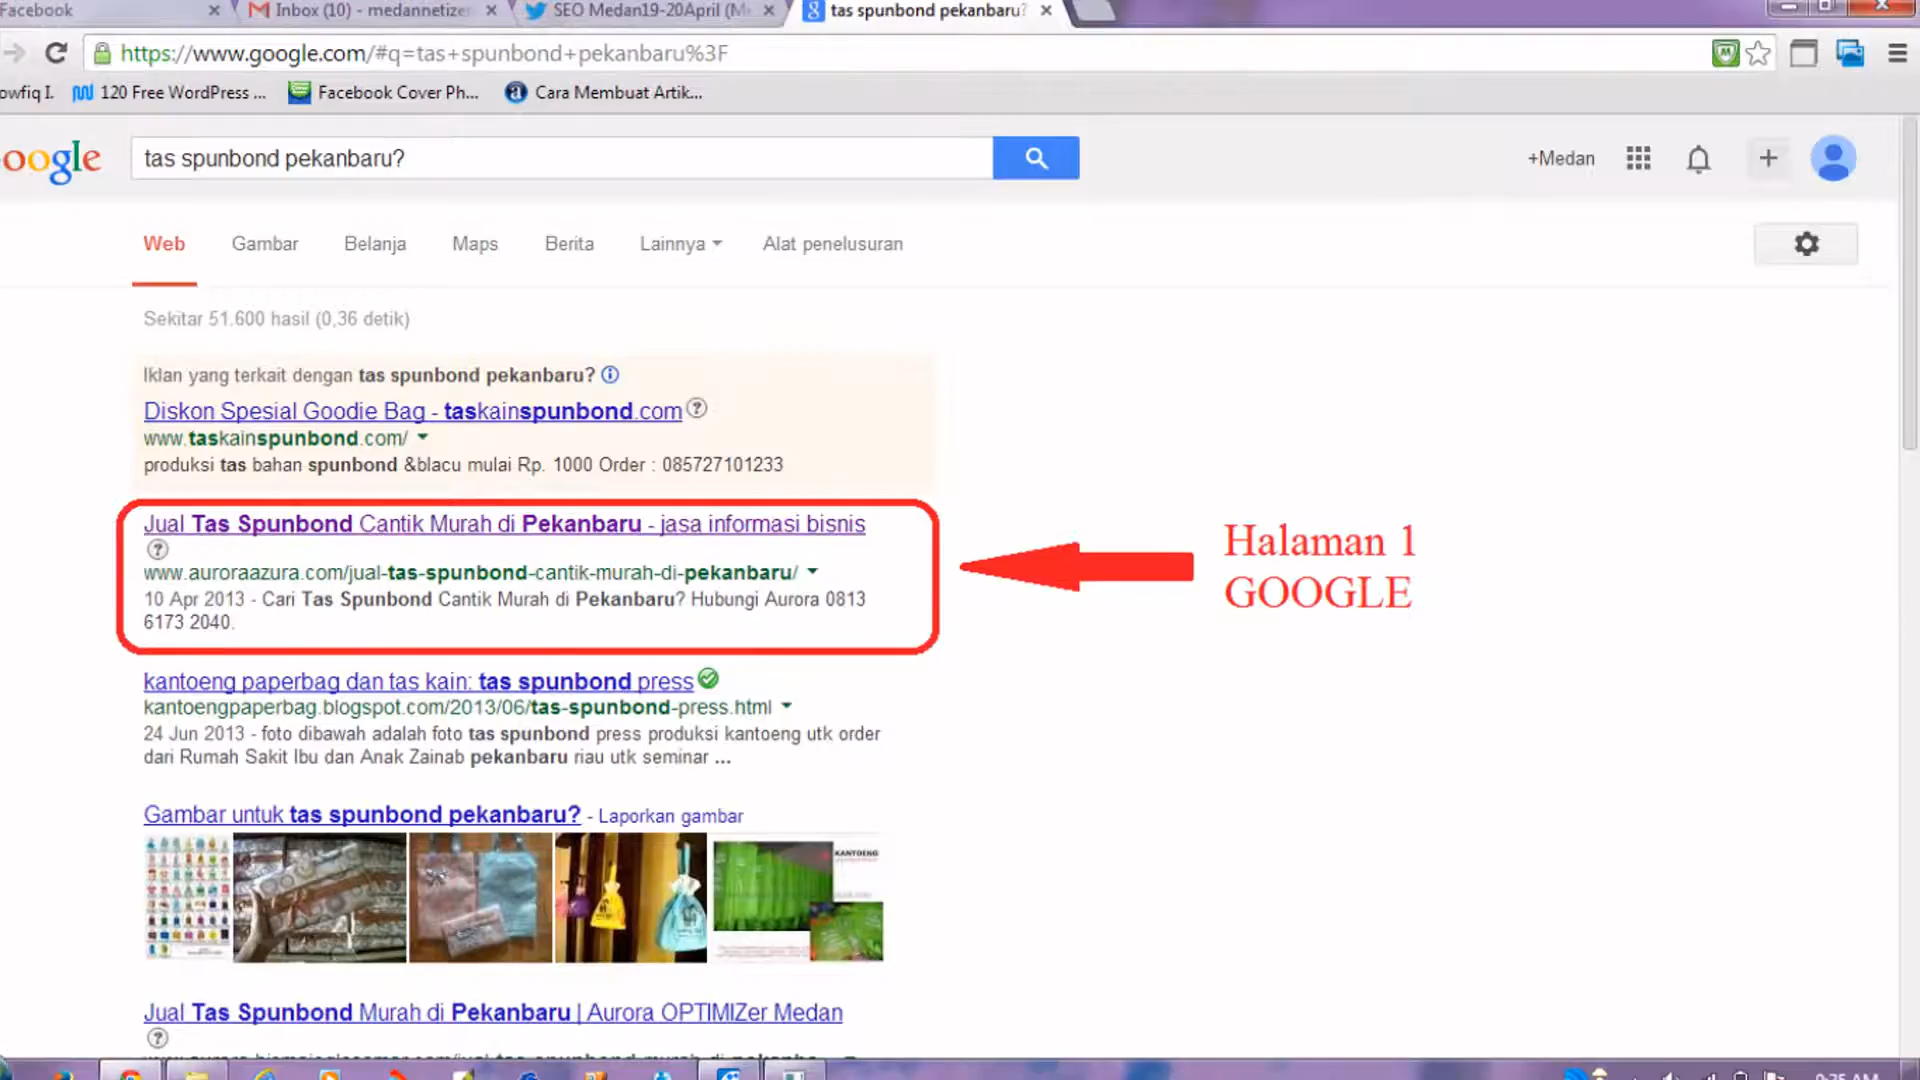 Facebook
Inbox (10) - medannetize
SEO Medan19-20April (M
tas spunbond pekanbaru?
https://www.google.com/#q=tas+spunbond+pekanbaru%3F
owfiq I.
120 Free WordPress ...
Facebook Cover Ph...
Cara Membuat Artik...
oogle
tas spunbond pekanbaru?
+Medan
Web
Gambar
Belanja
Maps
Berita
Lainnya
Alat penelusuran
Sekitar 51.600 hasil (0,36 detik)
Iklan yang terkait dengan tas spunbond pekanbaru?
Diskon Spesial Goodie Bag - taskainspunbond.com
www.taskainspunbond.com/
produksi tas bahan spunbond &blacu mulai Rp. 1000 Order : 085727101233
Jual Tas Spunbond Cantik Murah di Pekanbaru - jasa informasi bisnis
www.auroraazura.com/jual-tas-spunbond-cantik-murah-di-pekanbaru/
10 Apr 2013 - Cari Tas Spunbond Cantik Murah di Pekanbaru? Hubungi Aurora 0813
6173 2040.
Halaman 1
GOOGLE
kantoeng paperbag dan tas kain: tas spunbond press
kantoengpaperbag.blogspot.com/2013/06/tas-spunbond-press.html
24 Jun 2013 - foto dibawah adalah foto tas spunbond press produksi kantoeng utk order
dari Rumah Sakit Ibu dan Anak Zainab pekanbaru riau utk seminar ...
Gambar untuk tas spunbond pekanbaru? - Laporkan gambar
KANTOENG
Jual Tas Spunbond Murah di Pekanbaru | Aurora OPTIMIZer Medan